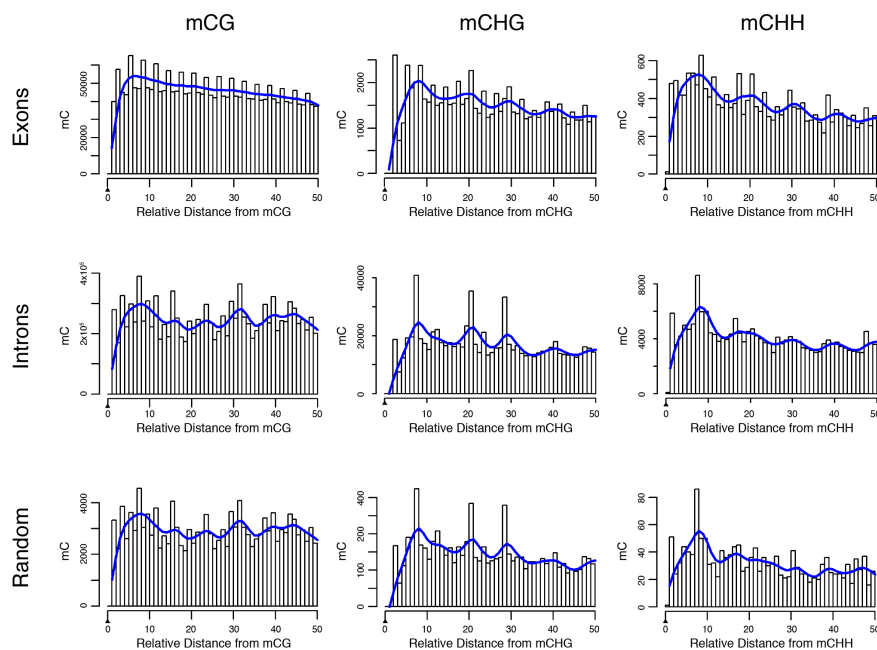 mCG
mCHG
mCHH
Exons
mC
50000
20000
0
0 10 20 30 40 50
Relative Distance from mCG
mC
2000
1000
0
0 10 20 30 40 50
Relative Distance from mCHG
mC
600
400
200
0
0 10 20 30 40 50
Relative Distance from mCHH
Introns
mC
4x10⁵
2x10⁵
0
0 10 20 30 40 50
Relative Distance from mCG
mC
40000
20000
0
0 10 20 30 40 50
Relative Distance from mCHG
mC
8000
4000
0
0 10 20 30 40 50
Relative Distance from mCHH
Random
mC
4000
2000
0
0 10 20 30 40 50
Relative Distance from mCG
mC
400
300
200
100
0
0 10 20 30 40 50
Relative Distance from mCHG
mC
80
60
40
20
0
0 10 20 30 40 50
Relative Distance from mCHH